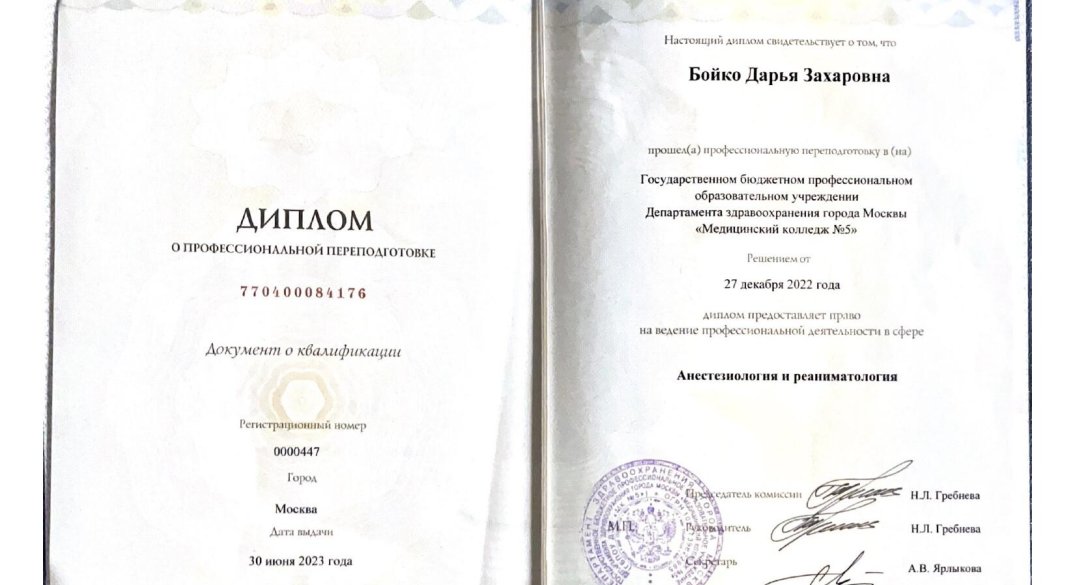 ДИПЛОМ
О ПРОФЕССИОНАЛЬНОЙ ПЕРЕПОДГОТОВКЕ
770400084176
Документ о квалификации
Регистрационный номер
0000447
Город
Москва
Дата выдачи
30 июня 2023 года
Настоящий диплом свидетельствует о том, что
Бойко Дарья Захаровна
прошел(а) профессиональную переподготовку в (на)
Государственном бюджетном профессиональном
образовательном учреждении
Департамента здравоохранения города Москвы
«Медицинский колледж №5»
Решением от
27 декабря 2022 года
диплом предоставляет право
на ведение профессиональной деятельности в сфере
Анестезиология и реаниматология
Председатель комиссии Н.Л. Гребнева
М.П. Руководитель Н.Л. Гребнева
Секретарь А.В. Ярлыкова